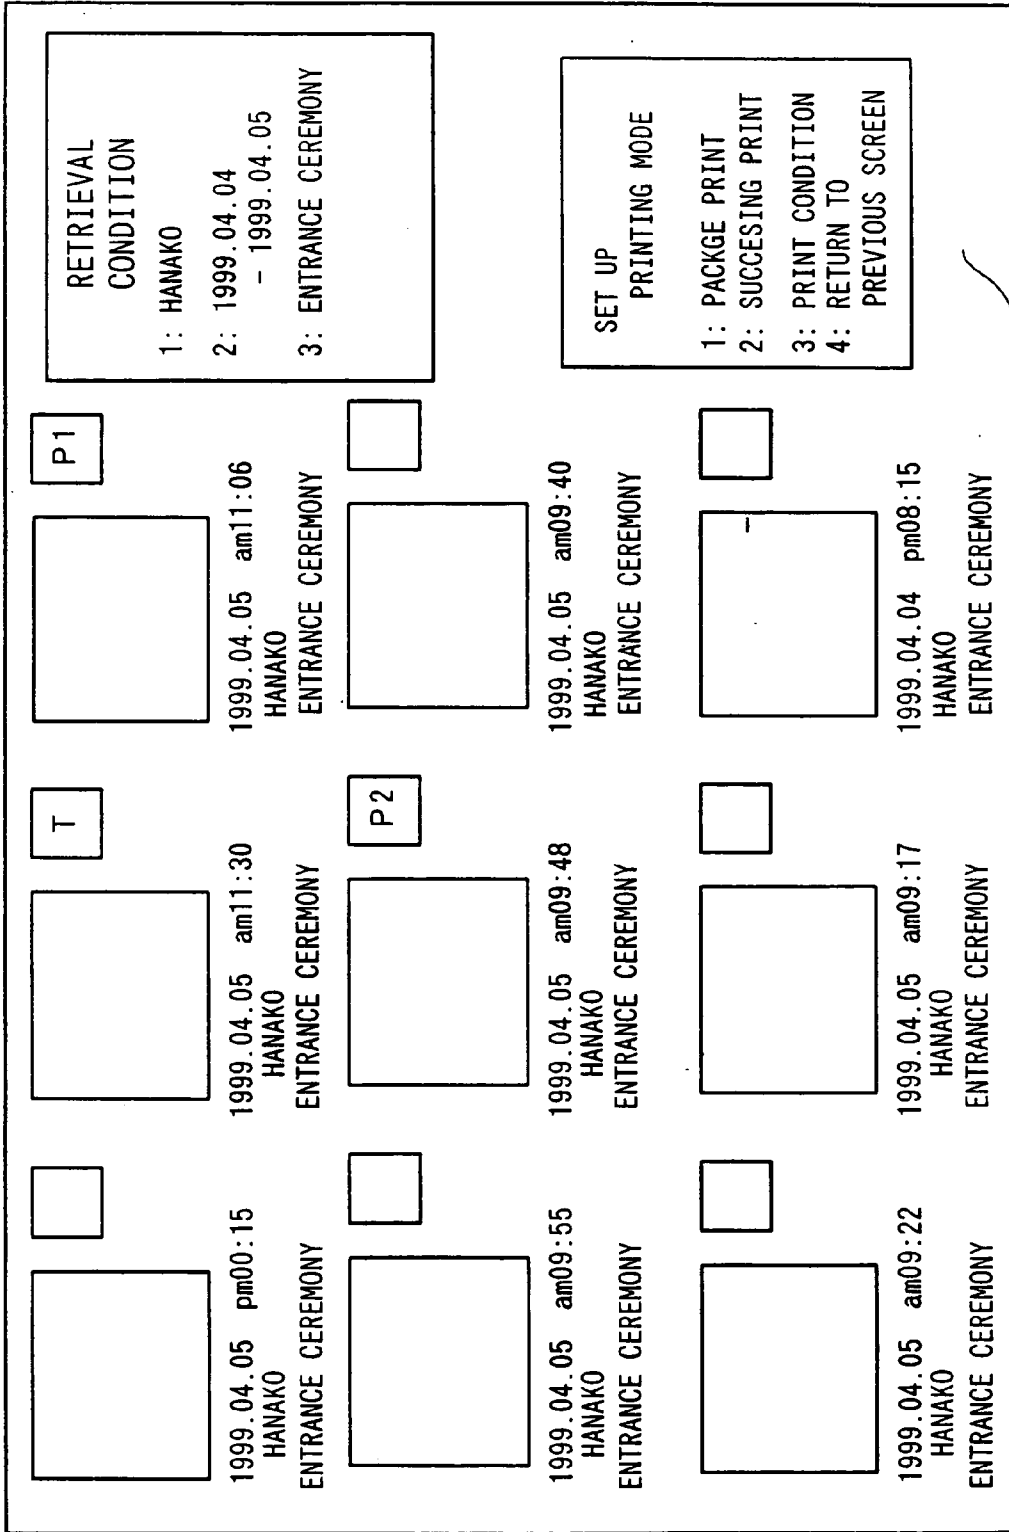 1999.04.05 pm00:15
HANAKO
ENTRANCE CEREMONY
T
1999.04.05 am11:30
HANAKO
ENTRANCE CEREMONY
P1
1999.04.05 am11:06
HANAKO
ENTRANCE CEREMONY
1999.04.05 am09:55
HANAKO
ENTRANCE CEREMONY
P2
1999.04.05 am09:48
HANAKO
ENTRANCE CEREMONY
1999.04.05 am09:40
HANAKO
ENTRANCE CEREMONY
1999.04.05 am09:22
HANAKO
ENTRANCE CEREMONY
1999.04.05 am09:17
HANAKO
ENTRANCE CEREMONY
1999.04.04 pm08:15
HANAKO
ENTRANCE CEREMONY
RETRIEVAL
CONDITION
1: HANAKO
2: 1999.04.04
- 1999.04.05
3: ENTRANCE CEREMONY
SET UP
PRINTING MODE
1: PACKGE PRINT
2: SUCCESING PRINT
3: PRINT CONDITION
4: RETURN TO
PREVIOUS SCREEN